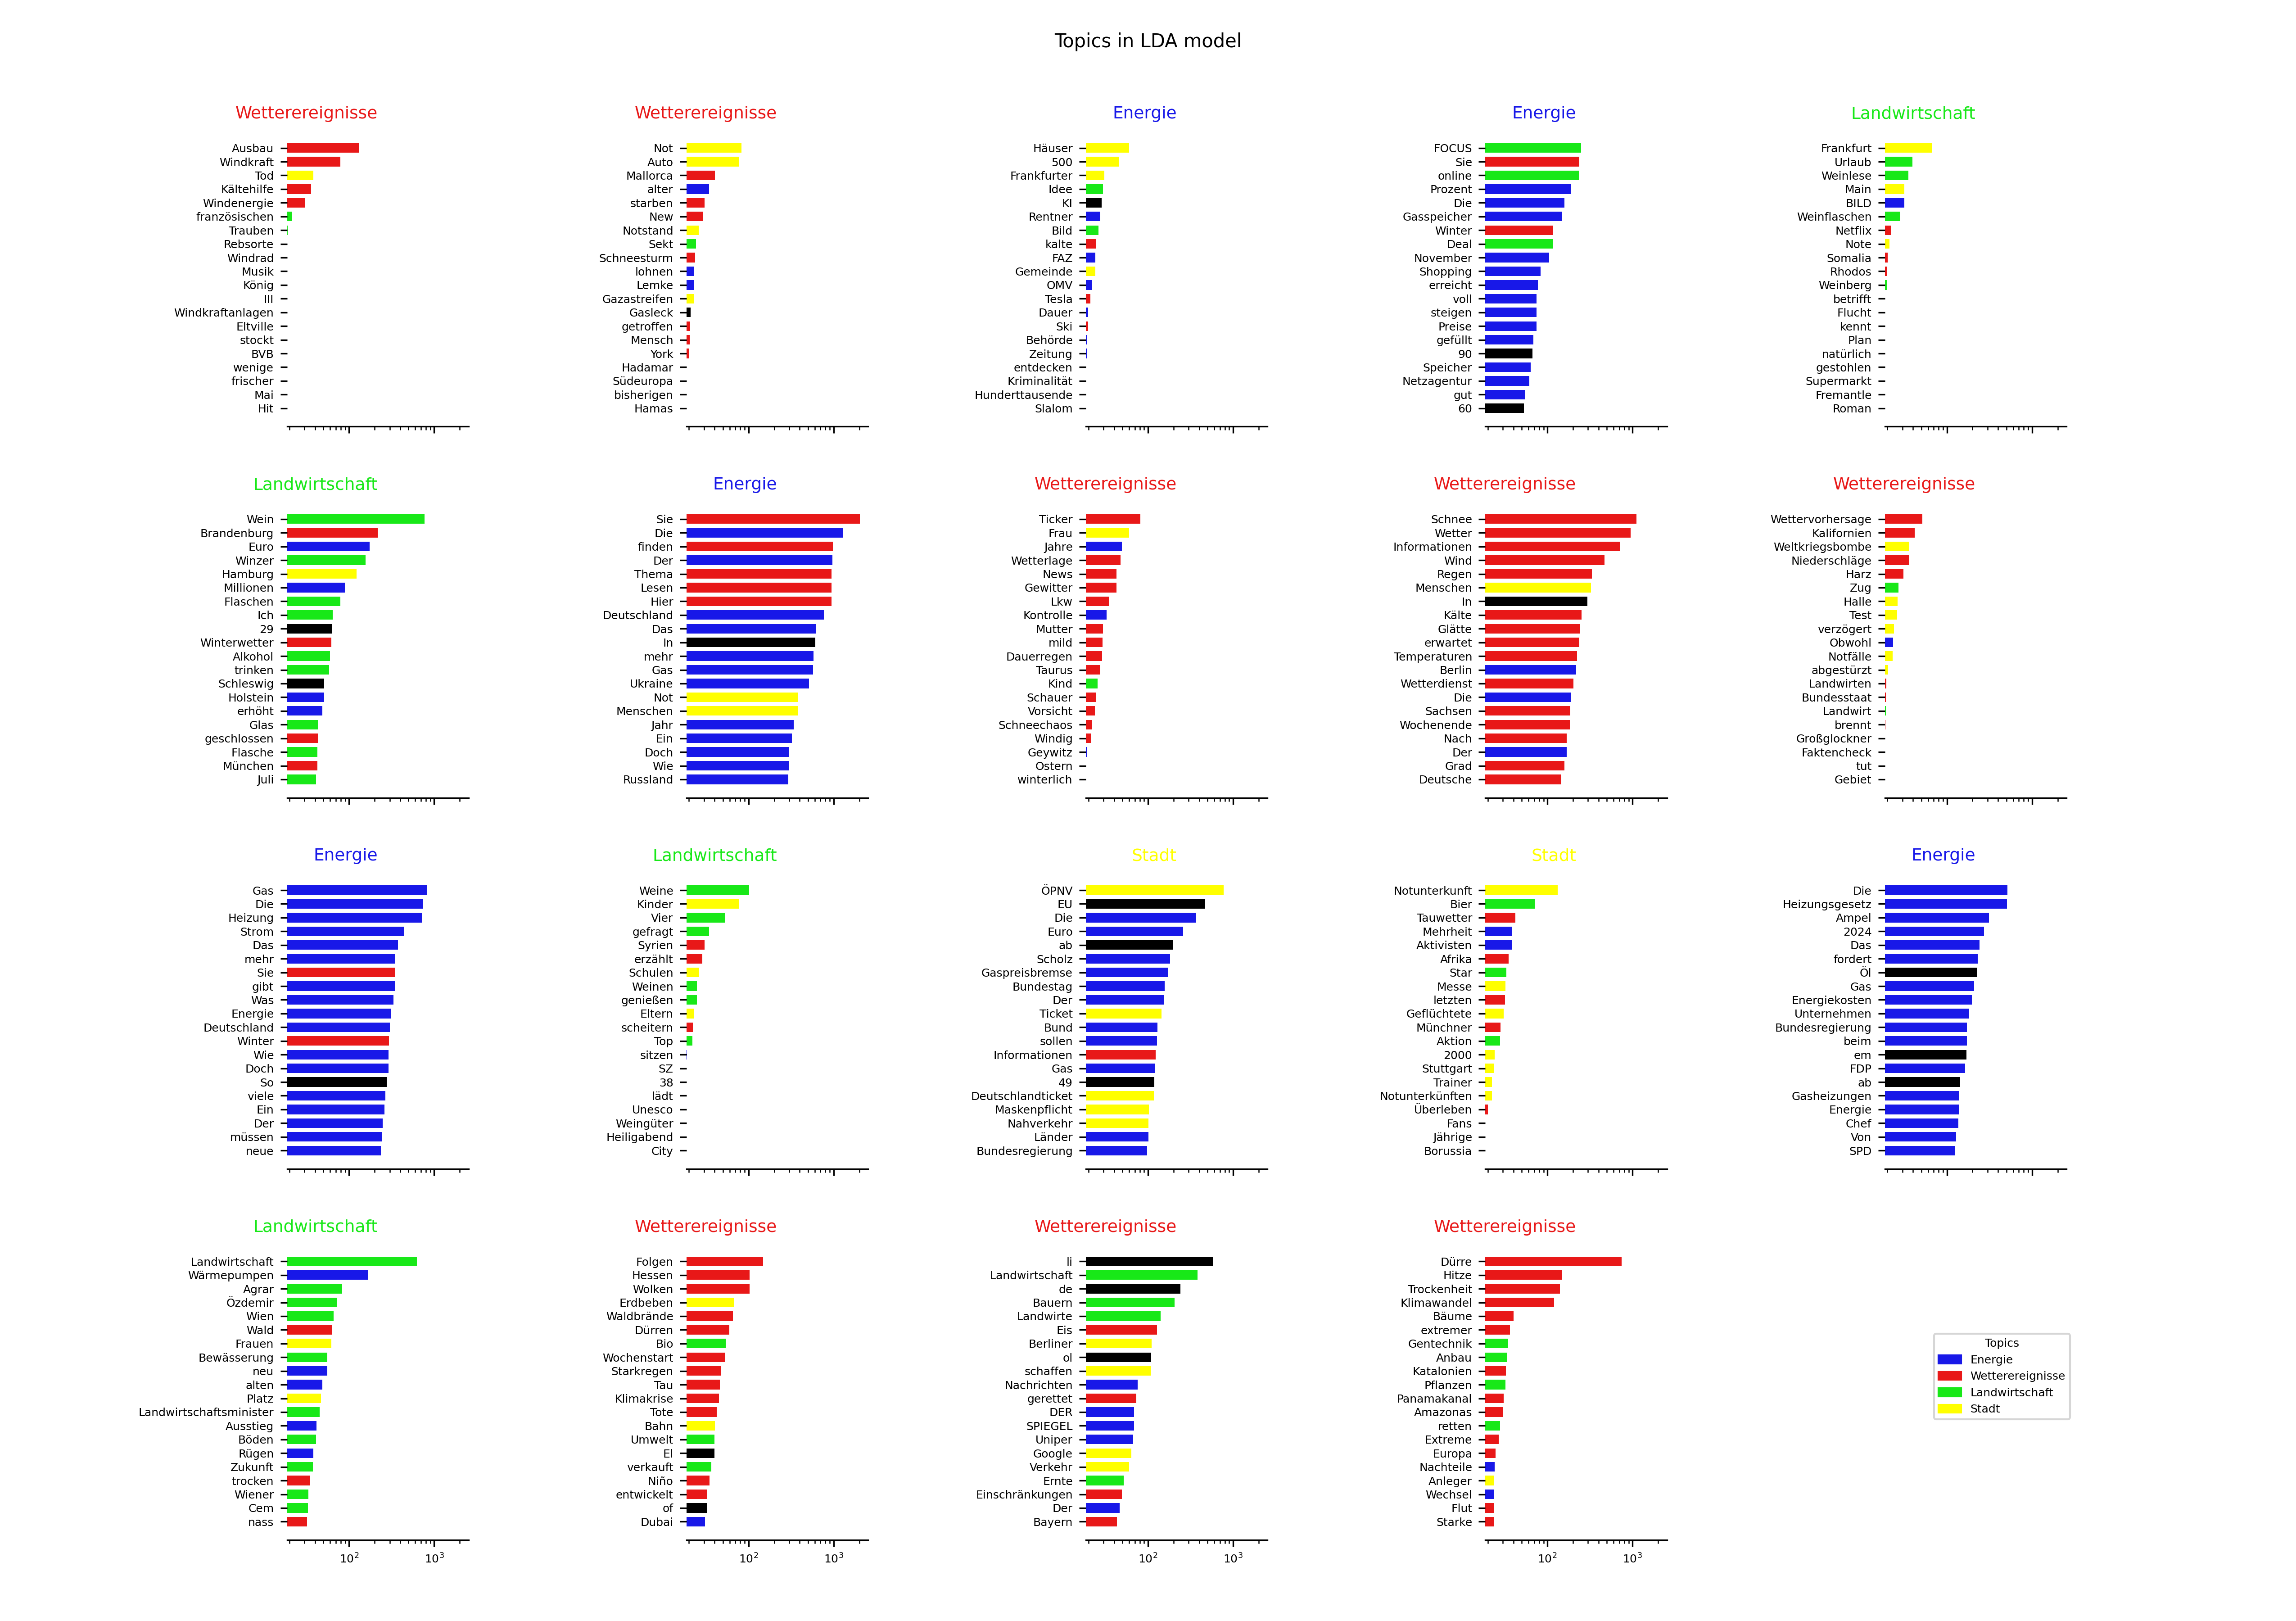 Topics in LDA model
Wetterereignisse
Ausbau
Windkraft
Tod
Kältehilfe
Windenergie
französischen
Trauben
Rebsorte
Windrad
Musik
König
III
Windkraftanlagen
Eltville
stockt
BVB
wenige
frischer
Mai
Hit
Wetterereignisse
Not
Auto
Mallorca
alter
starben
New
Notstand
Sekt
Schneesturm
lohnen
Lemke
Gazastreifen
Gasleck
getroffen
Mensch
York
Hadamar
Südeuropa
bisherigen
Hamas
Energie
Häuser
500
Frankfurter
Idee
KI
Rentner
Bild
kalte
FAZ
Gemeinde
OMV
Tesla
Dauer
Ski
Behörde
Zeitung
entdecken
Kriminalität
Hunderttausende
Slalom
Energie
FOCUS
Sie
online
Prozent
Die
Gasspeicher
Winter
Deal
November
Shopping
erreicht
voll
steigen
Preise
gefüllt
90
Speicher
Netzagentur
gut
60
Landwirtschaft
Frankfurt
Urlaub
Weinlese
Main
BILD
Weinflaschen
Netflix
Note
Somalia
Rhodos
Weinberg
betrifft
Flucht
kennt
Plan
natürlich
gestohlen
Supermarkt
Fremantle
Roman
Landwirtschaft
Wein
Brandenburg
Euro
Winzer
Hamburg
Millionen
Flaschen
Ich
29
Winterwetter
Alkohol
trinken
Schleswig
Holstein
erhöht
Glas
geschlossen
Flasche
München
Juli
Energie
Sie
Die
finden
Der
Thema
Lesen
Hier
Deutschland
Das
In
mehr
Gas
Ukraine
Not
Menschen
Jahr
Ein
Doch
Wie
Russland
Wetterereignisse
Ticker
Frau
Jahre
Wetterlage
News
Gewitter
Lkw
Kontrolle
Mutter
mild
Dauerregen
Taurus
Kind
Schauer
Vorsicht
Schneechaos
Windig
Geywitz
Ostern
winterlich
Wetterereignisse
Schnee
Wetter
Informationen
Wind
Regen
Menschen
In
Kälte
Glätte
erwartet
Temperaturen
Berlin
Wetterdienst
Die
Sachsen
Wochenende
Nach
Der
Grad
Deutsche
Wetterereignisse
Wettervorhersage
Kalifornien
Weltkriegsbombe
Niederschläge
Harz
Zug
Halle
Test
verzögert
Obwohl
Notfälle
abgestürzt
Landwirten
Bundesstaat
Landwirt
brennt
Großglockner
Faktencheck
tut
Gebiet
Energie
Gas
Die
Heizung
Strom
Das
mehr
Sie
gibt
Was
Energie
Deutschland
Winter
Wie
Doch
So
viele
Ein
Der
müssen
neue
Landwirtschaft
Weine
Kinder
Vier
gefragt
Syrien
erzählt
Schulen
Weinen
genießen
Eltern
scheitern
Top
sitzen
SZ
38
lädt
Unesco
Weingüter
Heiligabend
City
Stadt
ÖPNV
EU
Die
Euro
ab
Scholz
Gaspreisbremse
Bundestag
Der
Ticket
Bund
sollen
Informationen
Gas
49
Deutschlandticket
Maskenpflicht
Nahverkehr
Länder
Bundesregierung
Stadt
Notunterkunft
Bier
Tauwetter
Mehrheit
Aktivisten
Afrika
Star
Messe
letzten
Geflüchtete
Münchner
Aktion
2000
Stuttgart
Trainer
Notunterkünften
Überleben
Fans
Jährige
Borussia
Energie
Die
Heizungsgesetz
Ampel
2024
Das
fordert
Öl
Gas
Energiekosten
Unternehmen
Bundesregierung
beim
em
FDP
ab
Gasheizungen
Energie
Chef
Von
SPD
Landwirtschaft
Landwirtschaft
Wärmepumpen
Agrar
Özdemir
Wien
Wald
Frauen
Bewässerung
neu
alten
Platz
Landwirtschaftsminister
Ausstieg
Böden
Rügen
Zukunft
trocken
Wiener
Cem
nass
10²
10³
Wetterereignisse
Folgen
Hessen
Wolken
Erdbeben
Waldbrände
Dürren
Bio
Wochenstart
Starkregen
Tau
Klimakrise
Tote
Bahn
Umwelt
El
verkauft
Niño
entwickelt
of
Dubai
10²
10³
Wetterereignisse
li
Landwirtschaft
de
Bauern
Landwirte
Eis
Berliner
ol
schaffen
Nachrichten
gerettet
DER
SPIEGEL
Uniper
Google
Verkehr
Ernte
Einschränkungen
Der
Bayern
10²
10³
Wetterereignisse
Dürre
Hitze
Trockenheit
Klimawandel
Bäume
extremer
Gentechnik
Anbau
Katalonien
Pflanzen
Panamakanal
Amazonas
retten
Extreme
Europa
Nachteile
Anleger
Wechsel
Flut
Starke
10²
10³
Topics
Energie
Wetterereignisse
Landwirtschaft
Stadt